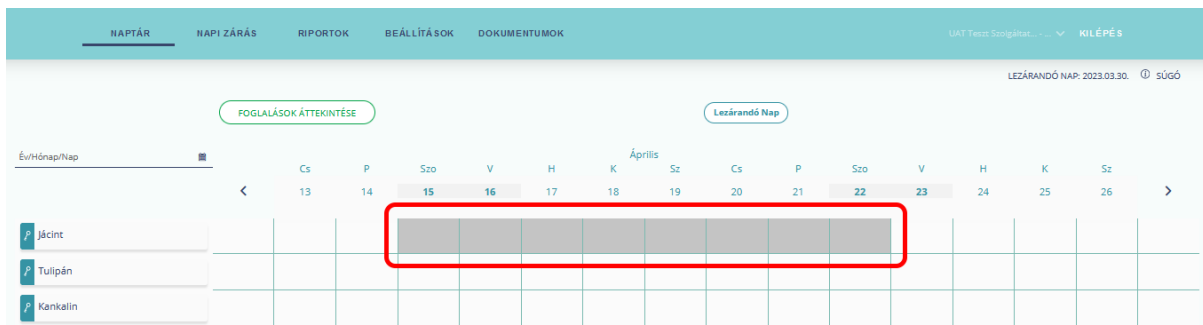 NAPTÁR NAPI ZÁRÁS RIPORTOK BEÁLLÍTÁSOK DOKUMENTUMOK UAT Teszt Szolgáltat... - ... KILÉPÉS
LEZÁRANDÓ NAP: 2023.03.30. SÚGÓ
FOGLALÁSOK ÁTTEKINTÉSE Lezárandó Nap
Év/Hónap/Nap Április
Cs P Szo V H K Sz Cs P Szo V H K Sz
13 14 15 16 17 18 19 20 21 22 23 24 25 26
Jácint
Tulipán
Kankalin